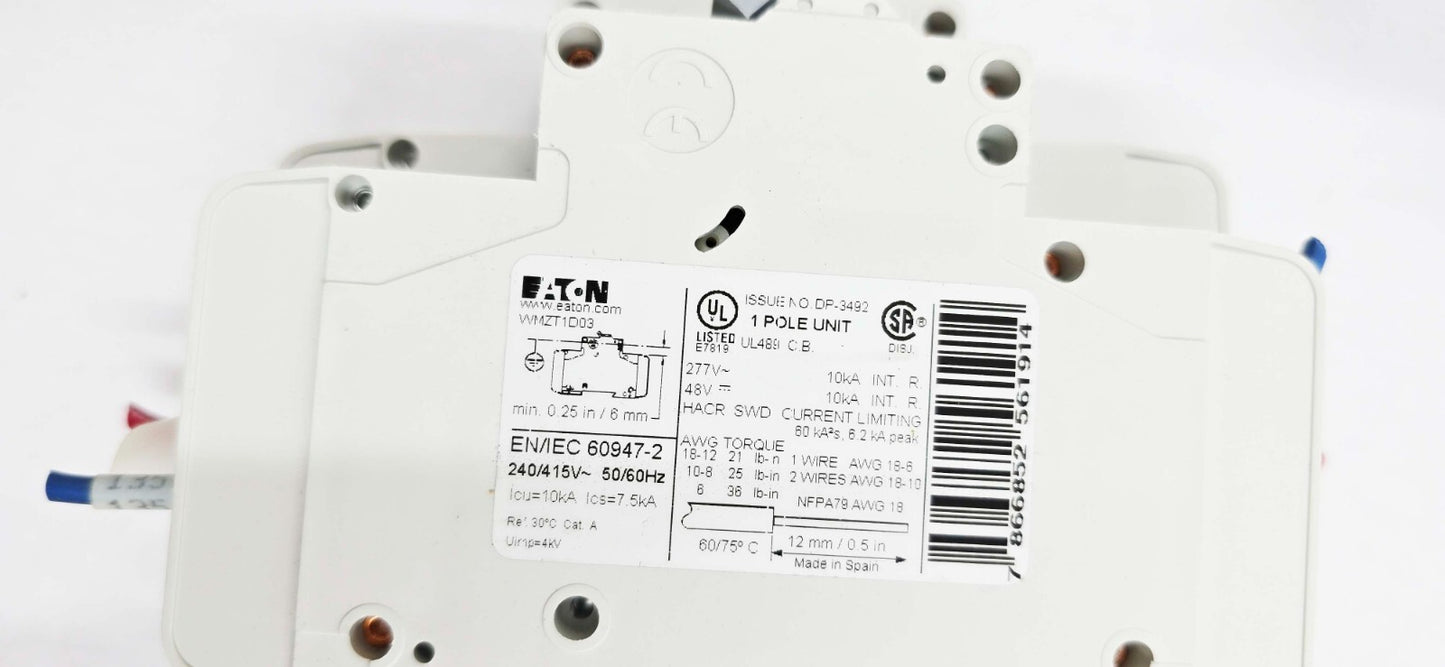 CE
EATON
www.eaton.com
WMZT1D03
min. 0.25 in / 6 mm
EN/IEC 60947-2
240/415V~ 50/60Hz
Icu=10kA Ics=7.5kA
Ref 30°C Cat. A
Uimp=4kV
UL
LISTED
E7819
ISSUE NO. DP-3492
1 POLE UNIT
UL489 C.B.
SA ®
DISJ.
277V~ 10kA INT. R.
48V ⎓ 10kA INT. R.
HACR SWD CURRENT LIMITING
60 kA²s, 6.2 kA peak
AWG TORQUE
18-12 21 lb-in 1 WIRE AWG 18-6
10-8 25 lb-in 2 WIRES AWG 18-10
6 36 lb-in NFPA79 AWG 18
60/75° C
12 mm / 0.5 in
Made in Spain
7 866852 561914